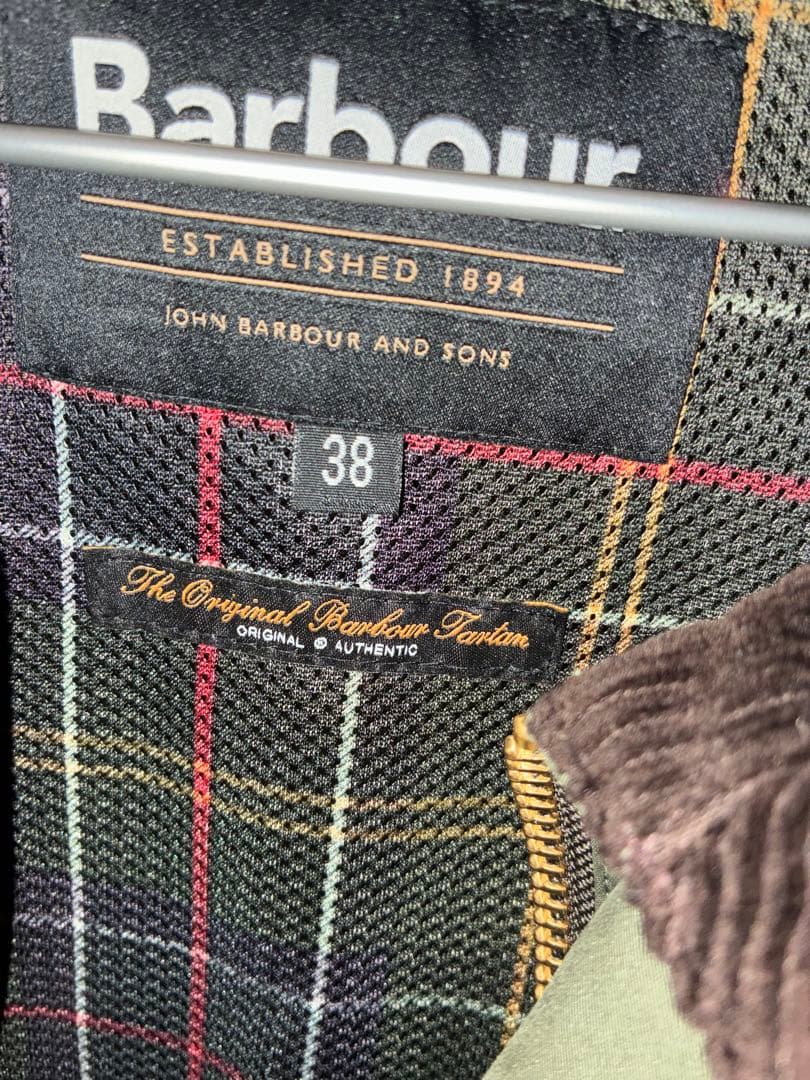 Barbour
ESTABLISHED 1894
JOHN BARBOUR AND SONS
38
The Original Barbour Tartan
ORIGINAL & AUTHENTIC